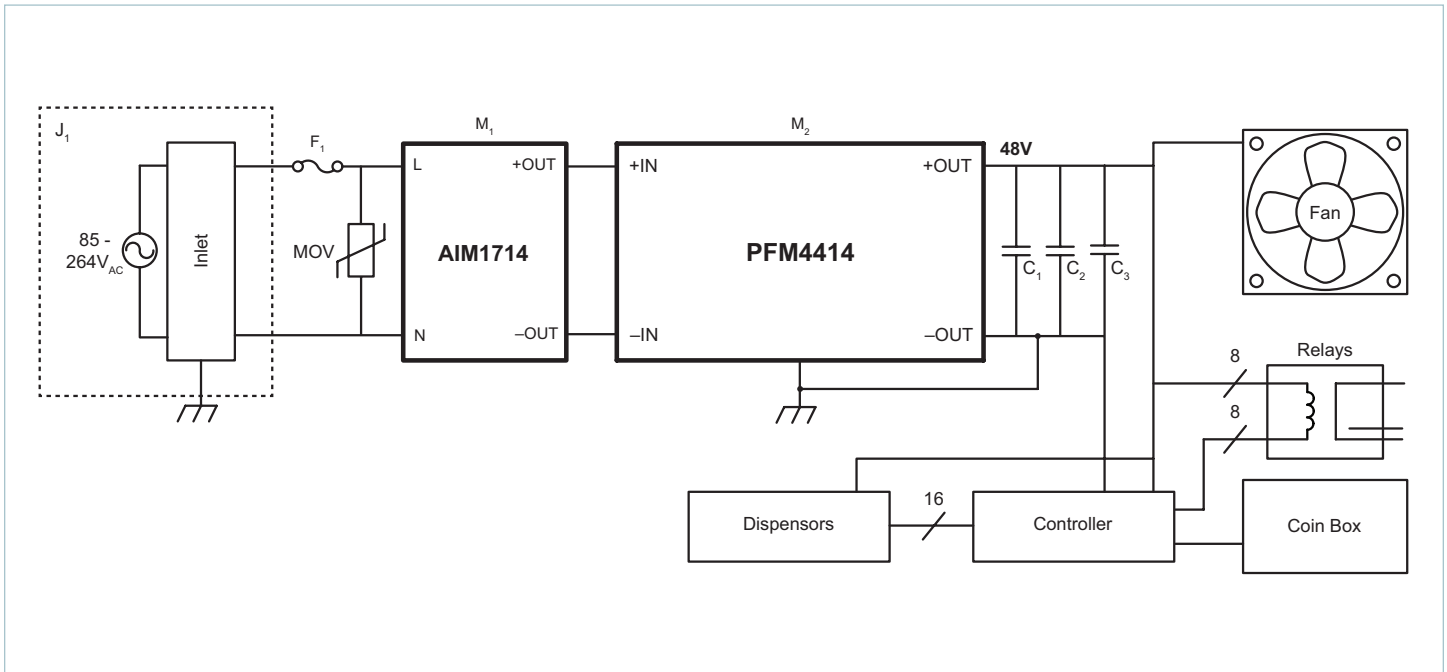 J1
85 -
264VAC
Inlet
F1
MOV
M1
L
+OUT
AIM1714
N
–OUT
M2
+IN
+OUT
PFM4414
–IN
–OUT
48V
C1
C2
C3
Fan
Relays
8
8
Dispensors
16
Controller
Coin Box